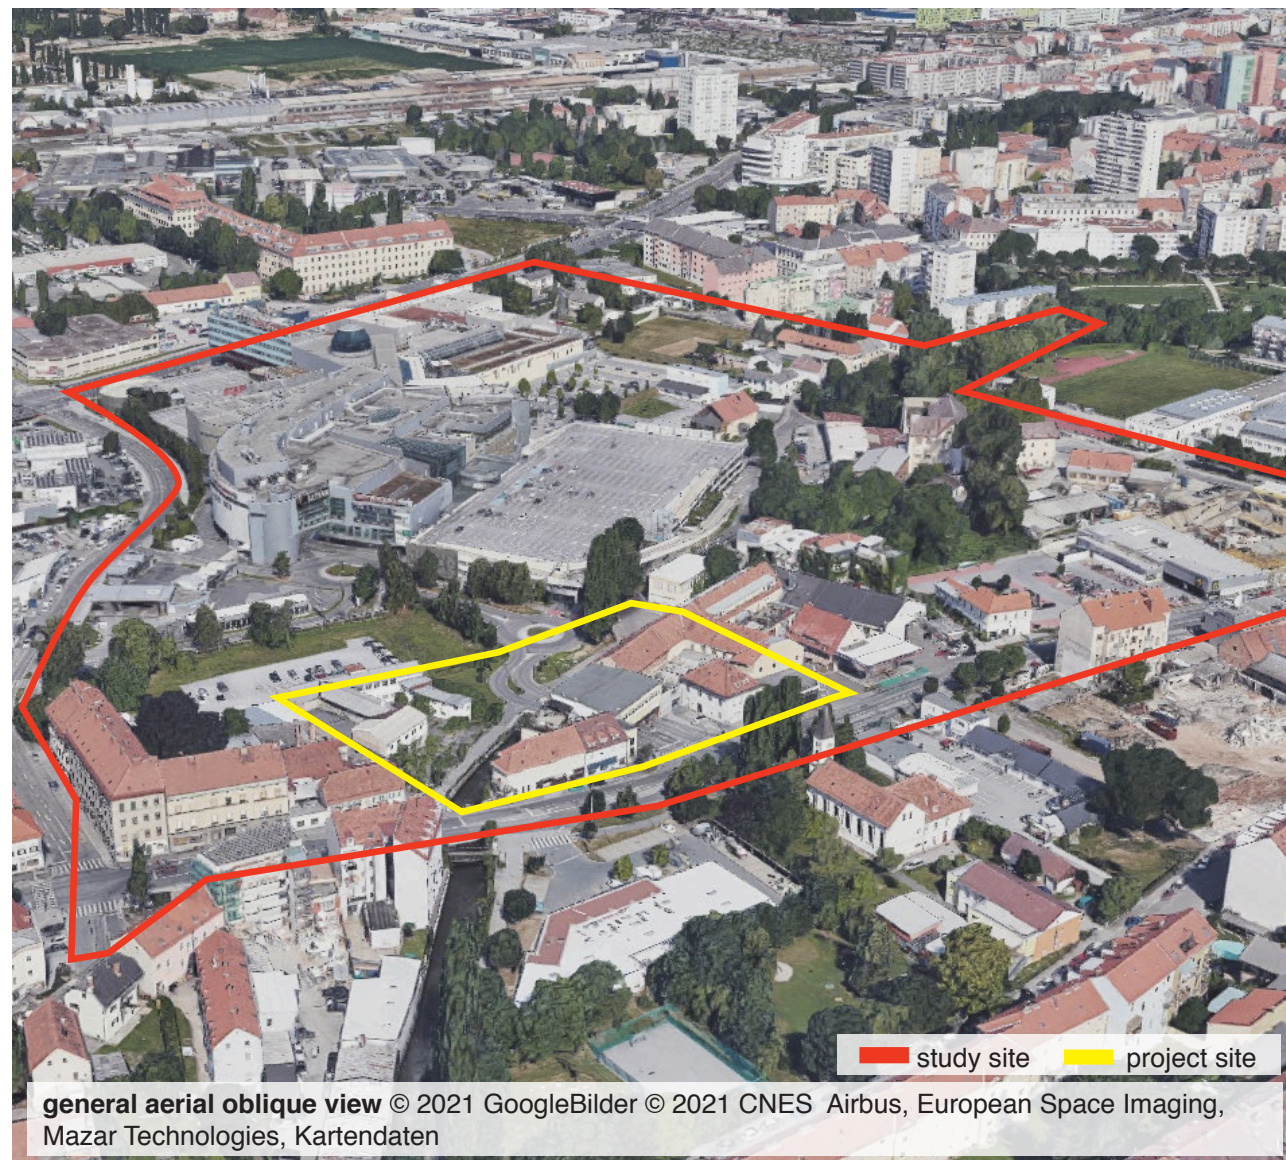 study site
project site
general aerial oblique view © 2021 GoogleBilder © 2021 CNES Airbus, European Space Imaging,
Mazar Technologies, Kartendaten